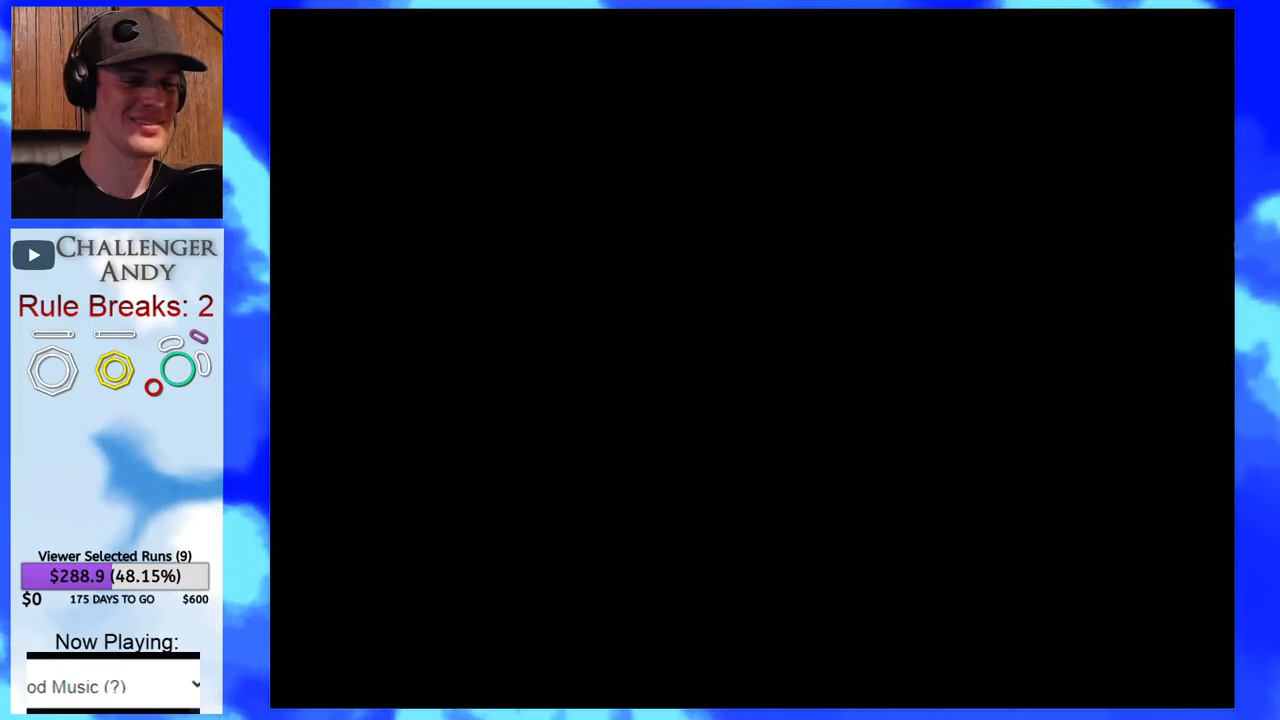 CHALLENGER
ANDY
Rule Breaks: 2
Viewer Selected Runs (9)
$288.9 (48.15%)
$0 175 DAYS TO GO $600
Now Playing:
od Music (?)